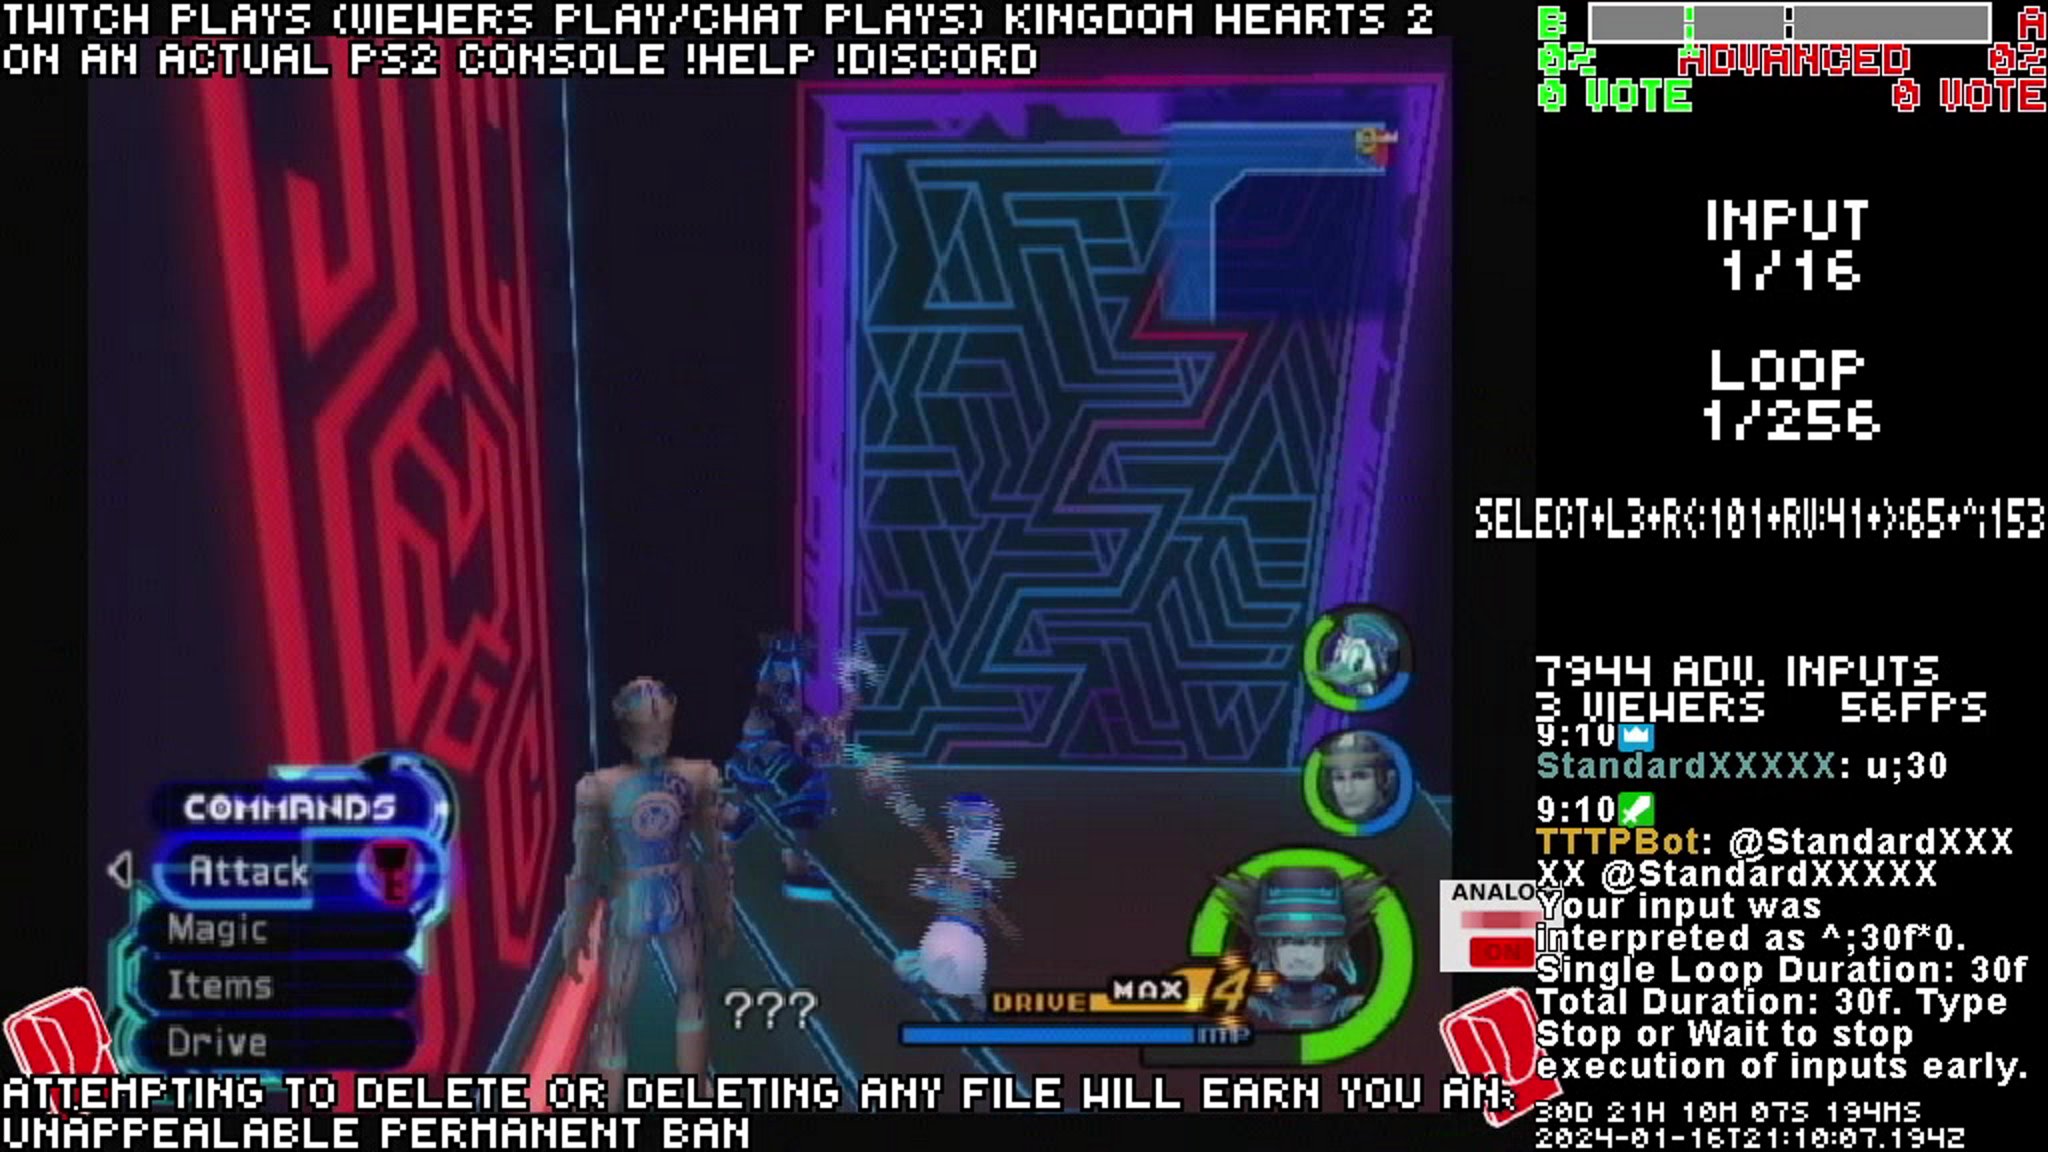 TWITCH PLAYS (VIEWERS PLAY/CHAT PLAYS) KINGDOM HEARTS 2
ON AN ACTUAL PS2 CONSOLE !HELP !DISCORD
B
A
0%
ADVANCED
0%
0 VOTE
0 VOTE
INPUT
1/16
LOOP
1/256
SELECT+L3+R<:101+RV:41+>:65+^:153
7944 ADV. INPUTS
3 VIEWERS 56FPS
9:10
StandardXXXXX: u;30
9:10
TTTPBot: @StandardXXX
XX @StandardXXXXX
Your input was
interpreted as ^;30f*0.
Single Loop Duration: 30f
Total Duration: 30f. Type
Stop or Wait to stop
execution of inputs early.
30D 21H 10M 07S 194MS
2024-01-16T21:10:07.194Z
COMMANDS
Attack
Magic
Items
Drive
???
DRIVE MAX 4
MP
ANALO
ON
ATTEMPTING TO DELETE OR DELETING ANY FILE WILL EARN YOU AN
UNAPPEALABLE PERMANENT BAN